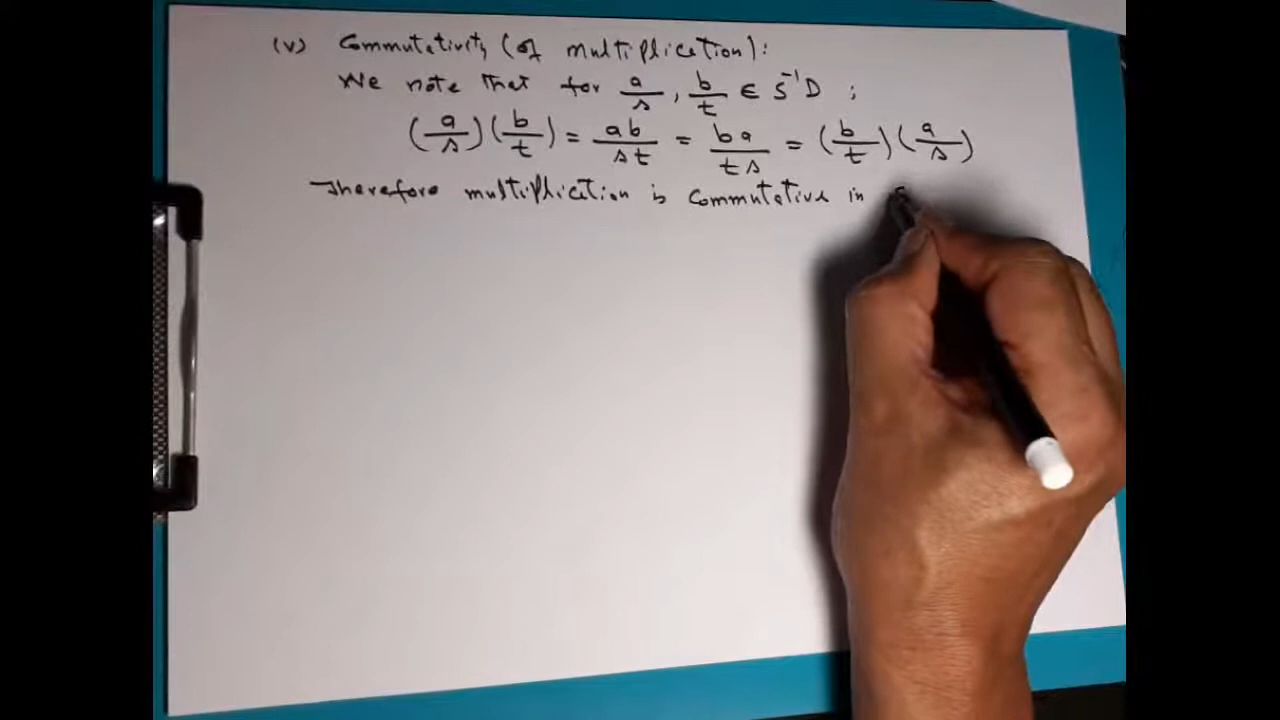 (v) Commutativity (of multiplication):
We note that for a/s, b/t ∈ S⁻¹D ;
(a/s)(b/t) = ab/st = ba/ts = (b/t)(a/s)
Therefore multiplication is commutative in